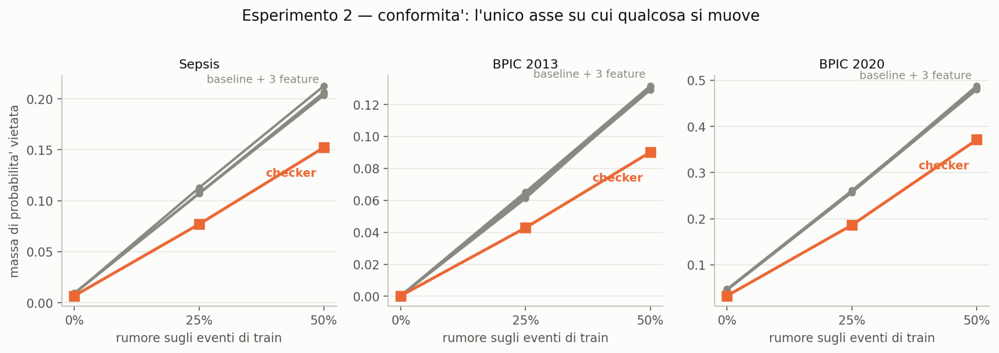 Esperimento 2 — conformita': l'unico asse su cui qualcosa si muove
Sepsis
baseline + 3 feature
massa di probabilita' vietata
0.20
0.15
0.10
0.05
0.00
checker
0%
25%
50%
rumore sugli eventi di train
BPIC 2013
baseline + 3 feature
0.12
0.10
0.08
0.06
0.04
0.02
0.00
checker
0%
25%
50%
rumore sugli eventi di train
BPIC 2020
baseline + 3 feature
0.5
0.4
0.3
0.2
0.1
checker
0%
25%
50%
rumore sugli eventi di train